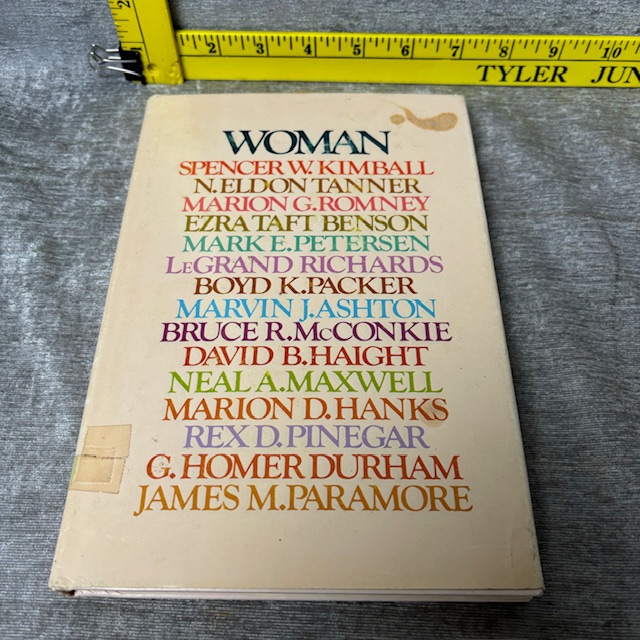 1 2 3 4 5 6 7 8 9 10
TYLER JUN
WOMAN
SPENCER W. KIMBALL
N. ELDON TANNER
MARION G. ROMNEY
EZRA TAFT BENSON
MARK E. PETERSEN
LEGRAND RICHARDS
BOYD K. PACKER
MARVIN J. ASHTON
BRUCE R. McCONKIE
DAVID B. HAIGHT
NEAL A. MAXWELL
MARION D. HANKS
REX D. PINEGAR
G. HOMER DURHAM
JAMES M. PARAMORE